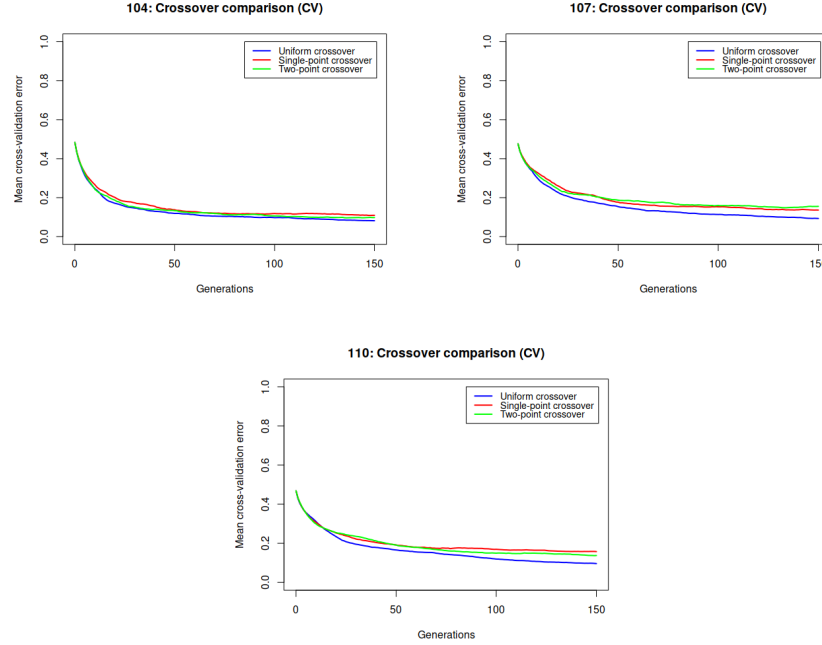 104: Crossover comparison (CV)
Mean cross-validation error
0.0 0.2 0.4 0.6 0.8 1.0
Uniform crossover
Single-point crossover
Two-point crossover
0 50 100 150
Generations
107: Crossover comparison (CV)
Mean cross-validation error
0.0 0.2 0.4 0.6 0.8 1.0
Uniform crossover
Single-point crossover
Two-point crossover
0 50 100 150
Generations
110: Crossover comparison (CV)
Mean cross-validation error
0.0 0.2 0.4 0.6 0.8 1.0
Uniform crossover
Single-point crossover
Two-point crossover
0 50 100 150
Generations